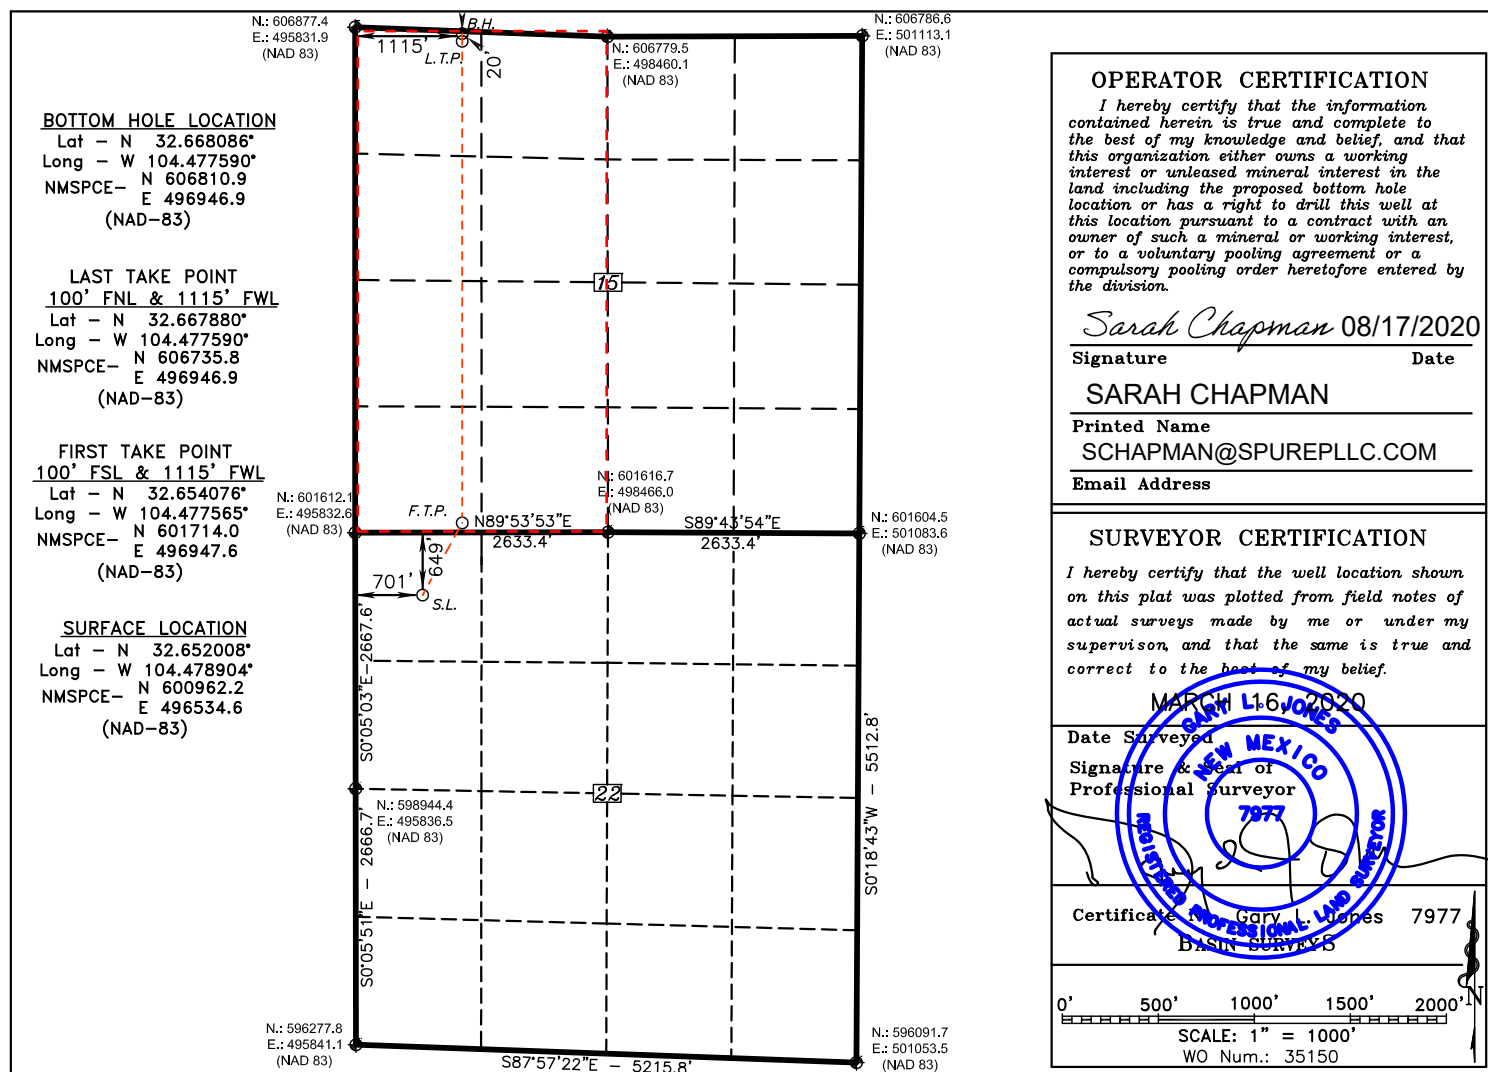 N.: 606877.4
E.: 495831.9
(NAD 83)
B.H.
1115'
L.T.P.
20'
N.: 606779.5
E.: 498460.1
(NAD 83)
N.: 606786.6
E.: 501113.1
(NAD 83)
BOTTOM HOLE LOCATION
Lat - N 32.668086°
Long - W 104.477590°
NMSPCE- N 606810.9
E 496946.9
(NAD-83)
LAST TAKE POINT
100' FNL & 1115' FWL
Lat - N 32.667880°
Long - W 104.477590°
NMSPCE- N 606735.8
E 496946.9
(NAD-83)
FIRST TAKE POINT
100' FSL & 1115' FWL
Lat - N 32.654076°
Long - W 104.477565°
NMSPCE- N 601714.0
E 496947.6
(NAD-83)
SURFACE LOCATION
Lat - N 32.652008°
Long - W 104.478904°
NMSPCE- N 600962.2
E 496534.6
(NAD-83)
15
N.: 601612.1
E.: 495832.6
(NAD 83)
F.T.P.
N.: 601616.7
E.: 498466.0
(NAD 83)
N89°53'53"E
2633.4'
S89°43'54"E
2633.4'
N.: 601604.5
E.: 501083.6
(NAD 83)
649'
701'
S.L.
S0°05'03"E-2667.6'
22
N.: 598944.4
E.: 495836.5
(NAD 83)
S0°05'51"E - 2666.7'
S0°18'43"W - 5512.8'
N.: 596277.8
E.: 495841.1
(NAD 83)
S87°57'22"E - 5215.8'
N.: 596091.7
E.: 501053.5
(NAD 83)
OPERATOR CERTIFICATION
I hereby certify that the information
contained herein is true and complete to
the best of my knowledge and belief, and that
this organization either owns a working
interest or unleased mineral interest in the
land including the proposed bottom hole
location or has a right to drill this well at
this location pursuant to a contract with an
owner of such a mineral or working interest,
or to a voluntary pooling agreement or a
compulsory pooling order heretofore entered by
the division.
Sarah Chapman 08/17/2020
Signature Date
SARAH CHAPMAN
Printed Name
SCHAPMAN@SPUREPLLC.COM
Email Address
SURVEYOR CERTIFICATION
I hereby certify that the well location shown
on this plat was plotted from field notes of
actual surveys made by me or under my
supervison, and that the same is true and
correct to the best of my belief.
MARCH 16, 2020
Date Surveyed
Signature & Seal of
Professional Surveyor
GARY L. JONES
NEW MEXICO
7977
REGISTERED PROFESSIONAL LAND SURVEYOR
Certificate Gary L. Jones 7977
BASIN SURVEYS
0' 500' 1000' 1500' 2000'
N
SCALE: 1" = 1000'
WO Num.: 35150